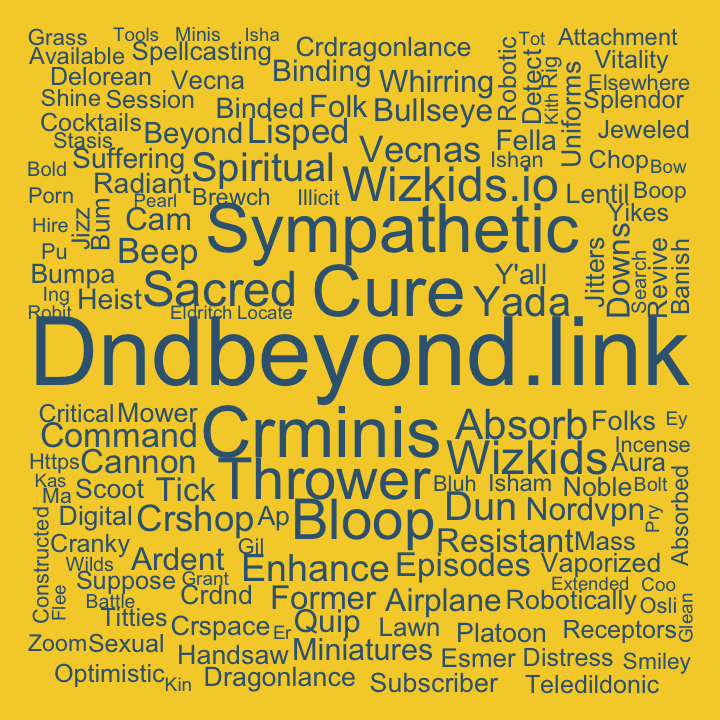 Grass Tools Minis Isha Tot Attachment
Available Spellcasting Crdragonlance Vitality
Delorean Vecna Binding Whirring Robotic Detect Rig Elsewhere
Shine Session Binded Folk Bullseye Kith Uniforms Splendor
Cocktails Beyond Lisped Fella Jeweled
Stasis Suffering Spiritual Vecnas Ishan Chop Bow
Bold Radiant Wizkids.io Lentil Boop
Porn Pearl Brewch Illicit Yikes
Hire Jizz Bum Cam Sympathetic
Pu Beep Jitters Downs Search Revive Banish
Bumpa Sacred Cure Y'all
Ing Heist Yada
Robit Eldritch Locate
Dndbeyond.link
Critical Mower Crminis Absorb Folks Ey
Command Wizkids Incense
Https Cannon Thrower Aura
Kas Scoot Tick Bluh Isham Noble Bolt
Ma Digital Crshop Ap Bloop Dun Nordvpn Pry Absorbed
Constructed Cranky Gil Resistant Mass
Wilds Ardent Enhance Episodes Vaporized
Flee Suppose Grant Extended Coo
Battle Crdnd Former Airplane Robotically Osli Glean
Titties Crspace Er Quip Lawn Platoon Receptors
Zoom Sexual Handsaw Miniatures Esmer Distress Smiley
Optimistic Kin Dragonlance Subscriber Teledildonic